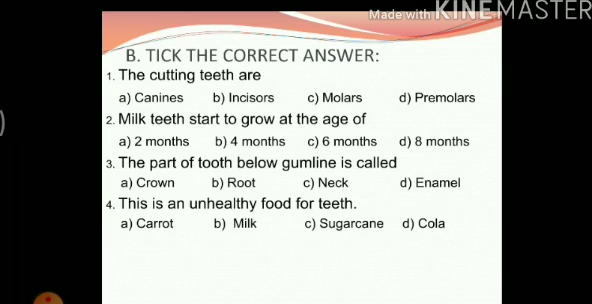 Made with KINEMASTER
B. TICK THE CORRECT ANSWER:
1. The cutting teeth are
a) Canines b) Incisors c) Molars d) Premolars
2. Milk teeth start to grow at the age of
a) 2 months b) 4 months c) 6 months d) 8 months
3. The part of tooth below gumline is called
a) Crown b) Root c) Neck d) Enamel
4. This is an unhealthy food for teeth.
a) Carrot b) Milk c) Sugarcane d) Cola